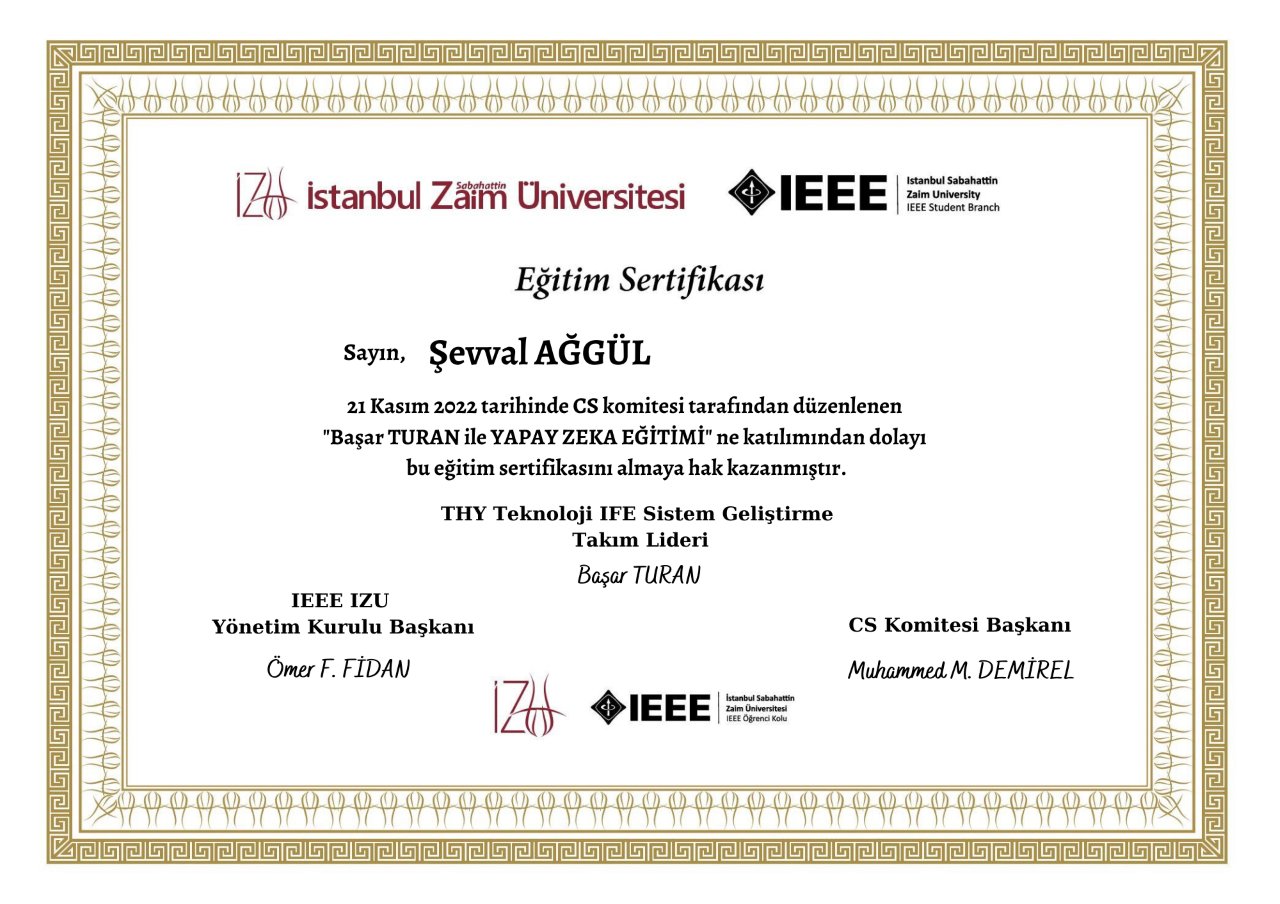 İZÜ İstanbul Sabahattin Zaim Üniversitesi
IEEE
Istanbul Sabahattin
Zaim University
IEEE Student Branch
Eğitim Sertifikası
Sayın, Şevval AĞGÜL
21 Kasım 2022 tarihinde CS komitesi tarafından düzenlenen
"Başar TURAN ile YAPAY ZEKA EĞİTİMİ" ne katılımından dolayı
bu eğitim sertifikasını almaya hak kazanmıştır.
THY Teknoloji IFE Sistem Geliştirme
Takım Lideri
Başar TURAN
IEEE IZU
Yönetim Kurulu Başkanı
Ömer F. FİDAN
CS Komitesi Başkanı
Muhammed M. DEMİREL
İZÜ
IEEE
İstanbul Sabahattin
Zaim Üniversitesi
IEEE Öğrenci Kolu